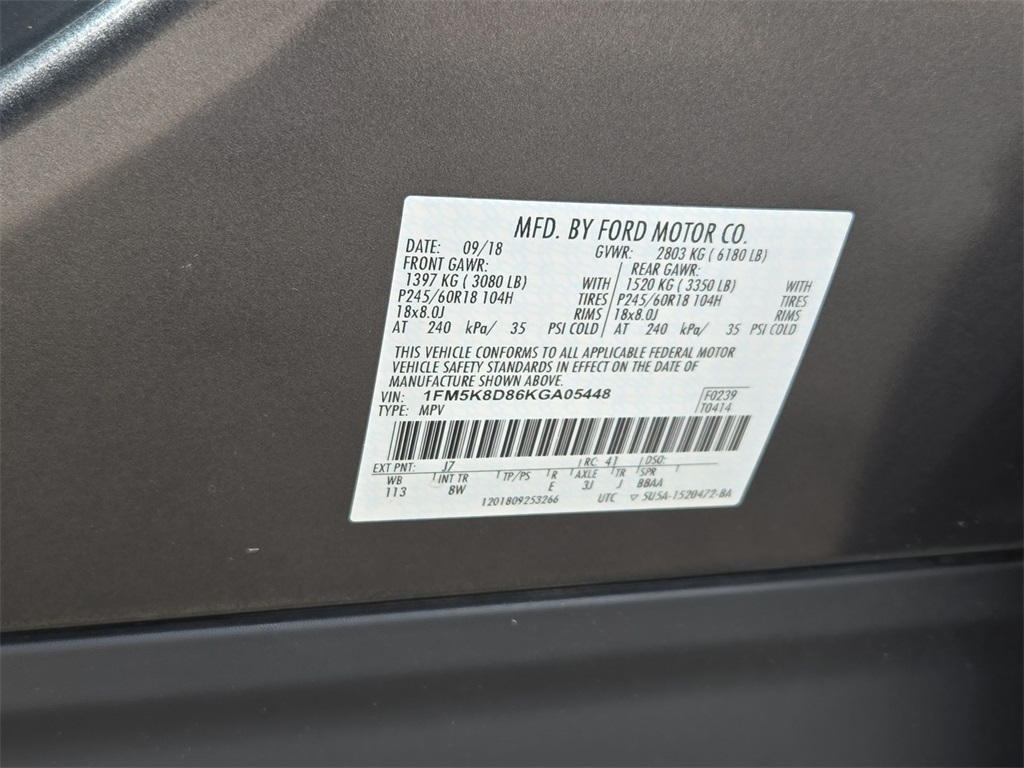 MFD. BY FORD MOTOR CO.
DATE: 09/18 GVWR: 2803 KG ( 6180 LB)
FRONT GAWR: REAR GAWR:
1397 KG ( 3080 LB) WITH 1520 KG ( 3350 LB) WITH
P245/60R18 104H TIRES P245/60R18 104H TIRES
18x8.0J RIMS 18x8.0J RIMS
AT 240 kPa/ 35 PSI COLD AT 240 kPa/ 35 PSI COLD
THIS VEHICLE CONFORMS TO ALL APPLICABLE FEDERAL MOTOR
VEHICLE SAFETY STANDARDS IN EFFECT ON THE DATE OF
MANUFACTURE SHOWN ABOVE.
VIN: 1FM5K8D86KGA05448 F0239
TYPE: MPV T0414
EXT PNT: J7 RC: 41 DSO:
WB INT TR TP/PS R AXLE TR SPR
113 8W E 3J J BBAA
1201809253266 UTC ▽ 5U5A-1520472-BA